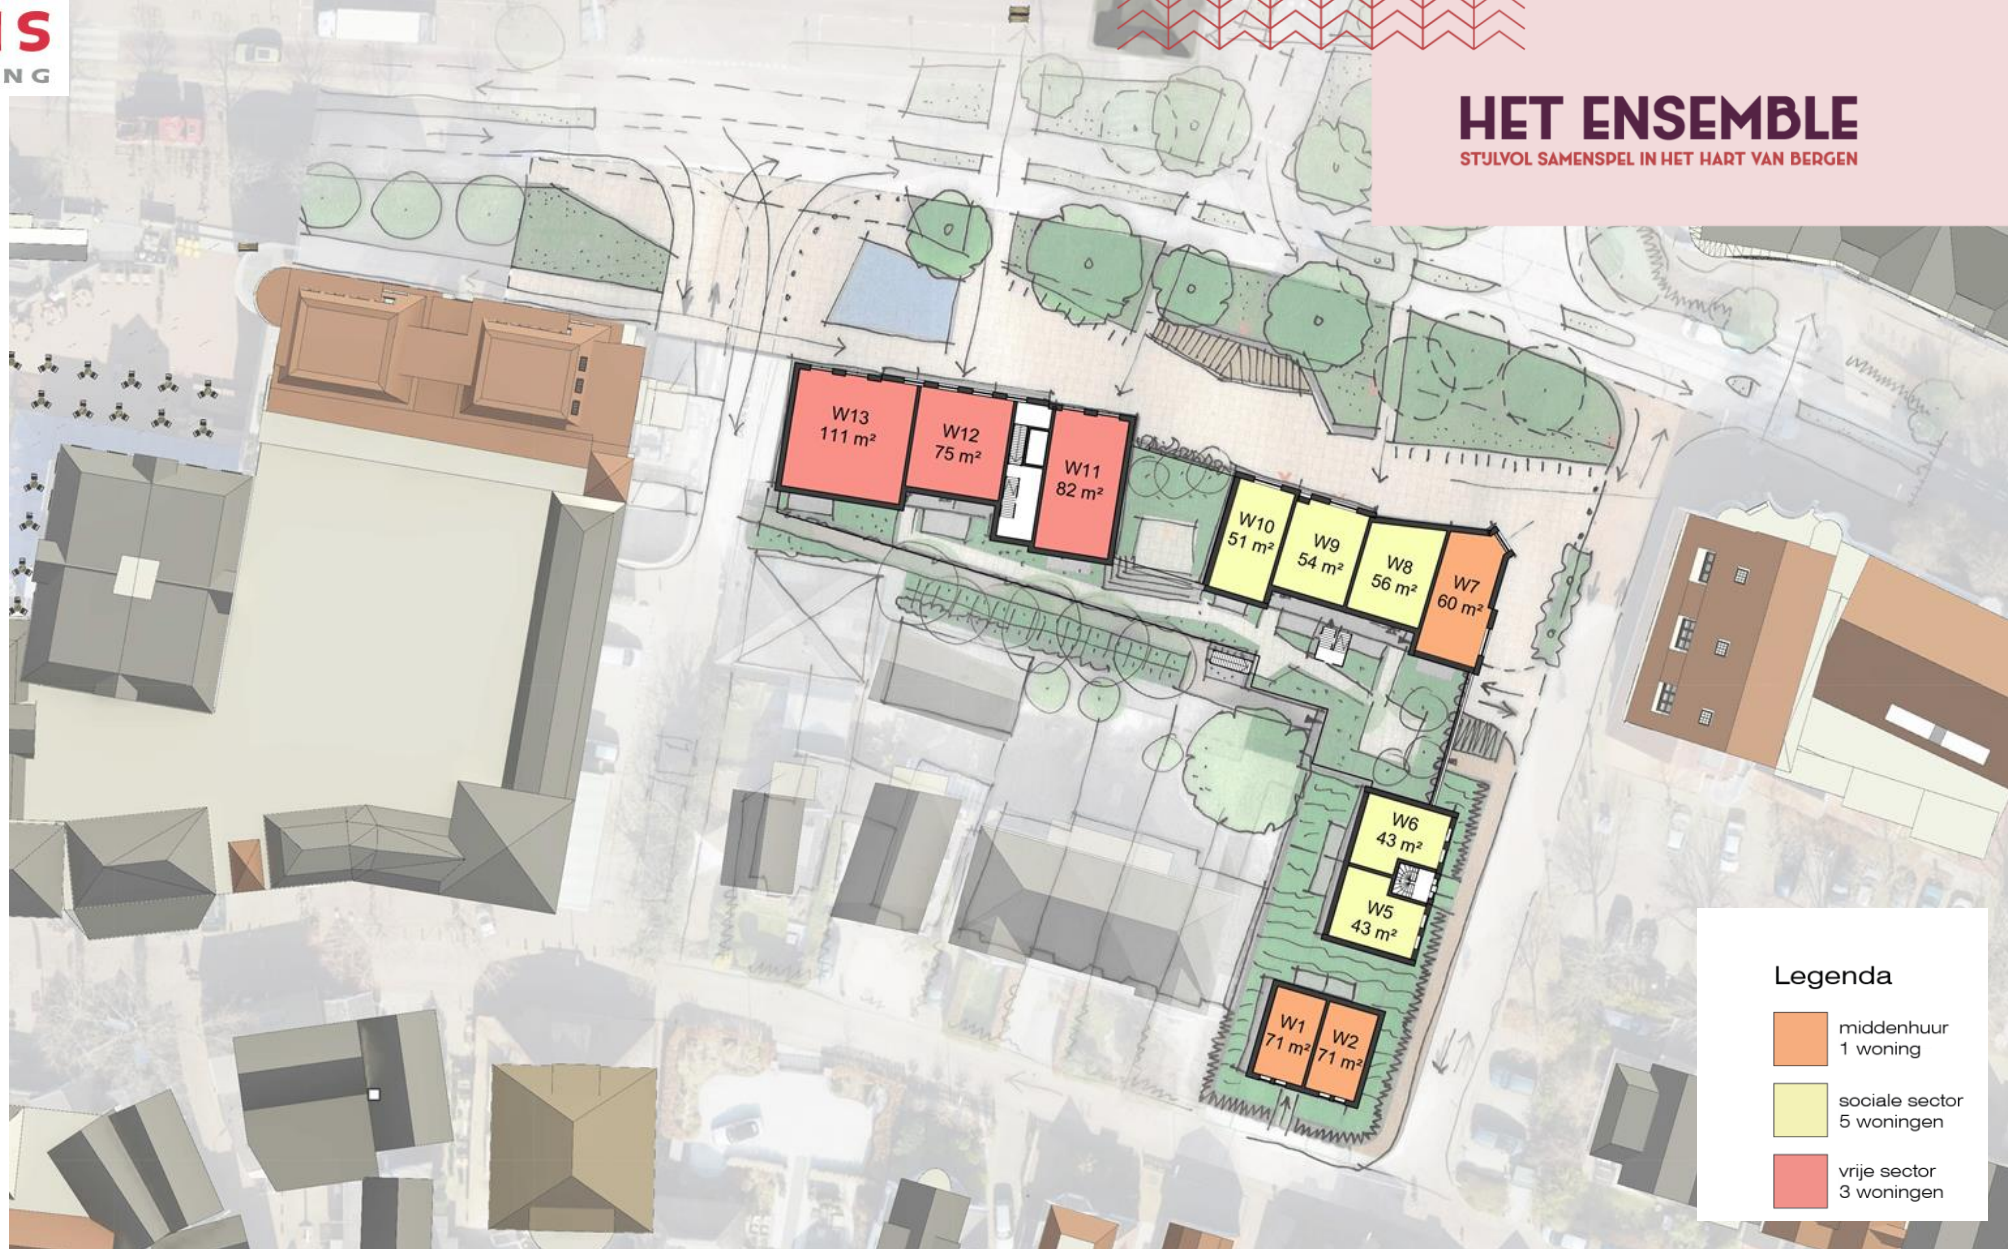 IS
NG
HET ENSEMBLE
STIJLVOL SAMENSPEL IN HET HART VAN BERGEN
W13
111 m²
W12
75 m²
W11
82 m²
W10
51 m²
W9
54 m²
W8
56 m²
W7
60 m²
W6
43 m²
W5
43 m²
W1
71 m²
W2
71 m²
Legenda
middenhuur
1 woning
sociale sector
5 woningen
vrije sector
3 woningen